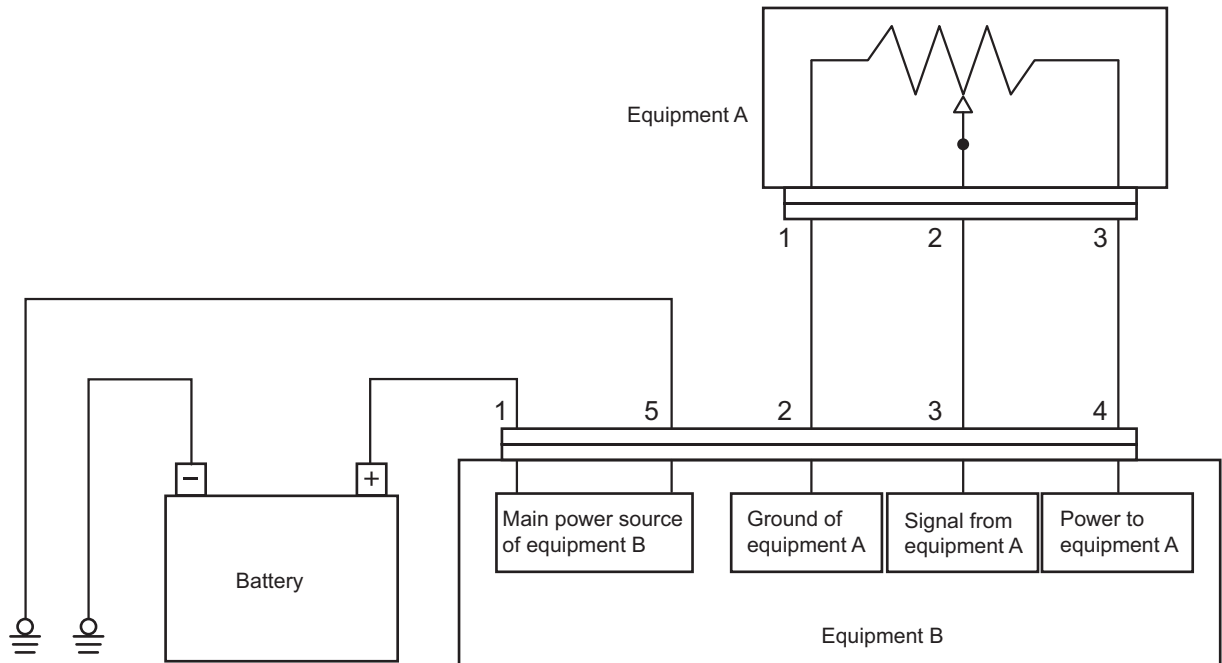 Equipment A
1 2 3
1 5 2 3 4
− +
Main power source
of equipment B
Ground of
equipment A
Signal from
equipment A
Power to
equipment A
Battery
Equipment B